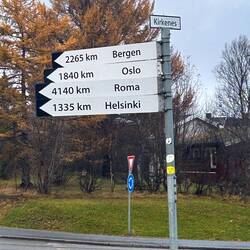 Kirkenes
2265 km Bergen
1840 km Oslo
4140 km Roma
1335 km Helsinki